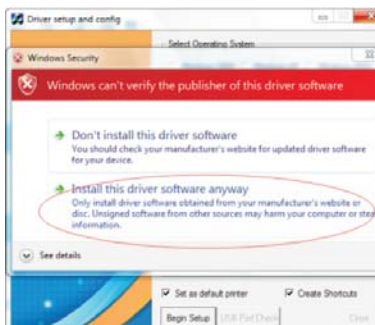 Driver setup and config
Select Operating System
Windows Security
Windows can't verify the publisher of this driver software
Don't install this driver software
You should check your manufacturer's website for updated driver software
for your device.
Install this driver software anyway
Only install driver software obtained from your manufacturer's website or
disc. Unsigned software from other sources may harm your computer or steal
information.
See details
Set as default printer Create Shortcuts
Begin Setup USB Port Check Close